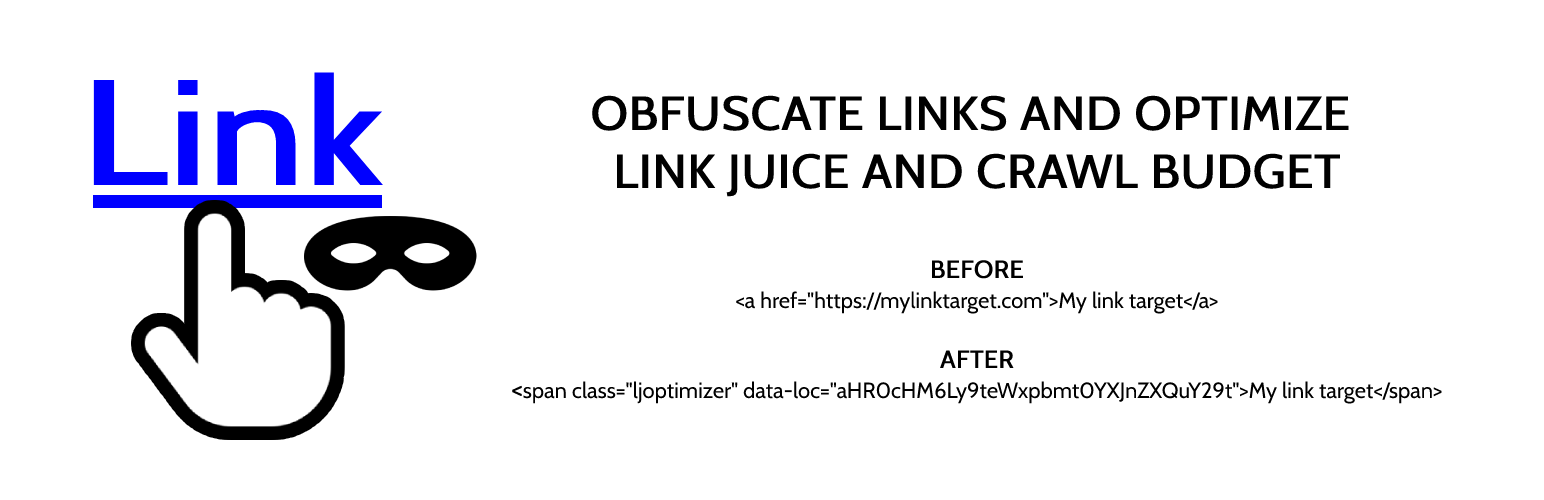 Link
OBFUSCATE LINKS AND OPTIMIZE
LINK JUICE AND CRAWL BUDGET
BEFORE
<a href="https://mylinktarget.com">My link target</a>
AFTER
<span class="ljoptimizer" data-loc="aHR0cHM6Ly9teWxpbmt0YXJnZXQuY29t">My link target</span>